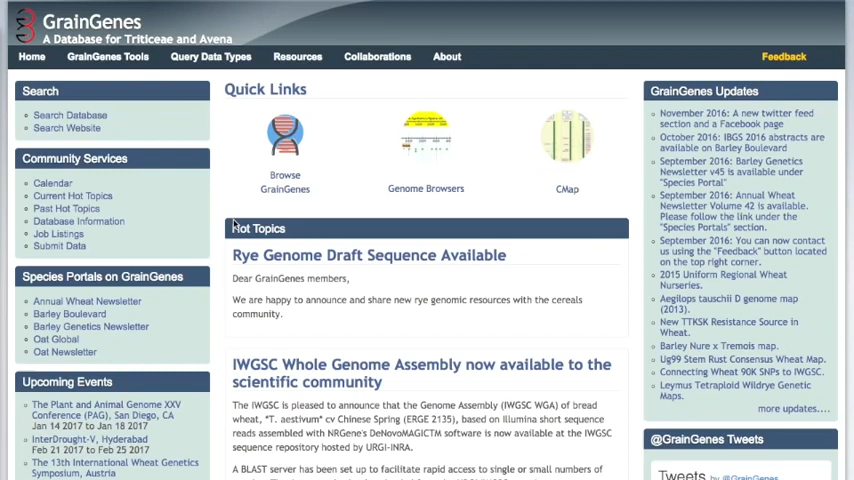 GrainGenes
A Database for Triticeae and Avena
Home GrainGenes Tools Query Data Types Resources Collaborations About Feedback
Search
Search Database
Search Website
Community Services
Calendar
Current Hot Topics
Past Hot Topics
Database Information
Job Listings
Submit Data
Species Portals on GrainGenes
Annual Wheat Newsletter
Barley Boulevard
Barley Genetics Newsletter
Oat Global
Oat Newsletter
Upcoming Events
The Plant and Animal Genome XXV
Conference (PAG), San Diego, CA
Jan 14 2017 to Jan 18 2017
InterDrought-V, Hyderabad
Feb 21 2017 to Feb 25 2017
The 13th International Wheat Genetics
Symposium, Austria
Quick Links
Browse
GrainGenes
Genome Browsers
CMap
Hot Topics
Rye Genome Draft Sequence Available
Dear GrainGenes members,
We are happy to announce and share new rye genomic resources with the cereals
community.
IWGSC Whole Genome Assembly now available to the
scientific community
The IWGSC is pleased to announce that the Genome Assembly (IWGSC WGA) of bread
wheat, *T. aestivum* cv Chinese Spring (ERGE 2135), based on Illumina short sequence
reads assembled with NRGene's DeNovoMAGICTM software is now available at the IWGSC
sequence repository hosted by URGI-INRA.
A BLAST server has been set up to facilitate rapid access to single or small numbers of
GrainGenes Updates
November 2016: A new twitter feed
section and a Facebook page
October 2016: IBGS 2016 abstracts are
available on Barley Boulevard
September 2016: Barley Genetics
Newsletter v45 is available under
"Species Portal"
September 2016: Annual Wheat
Newsletter Volume 42 is available.
Please follow the link under the
"Species Portals" section.
September 2016: You can now contact
us using the "Feedback" button located
on the top right corner.
2015 Uniform Regional Wheat
Nurseries.
Aegilops tauschii D genome map
(2013).
New TTKSK Resistance Source in
Wheat.
Barley Nure x Tremois map.
Ug99 Stem Rust Consensus Wheat Map.
Connecting Wheat 90K SNPs to IWGSC.
Leymus Tetraploid Wildrye Genetic
Maps.
more updates....
@GrainGenes Tweets
Tweets by @GrainGenes